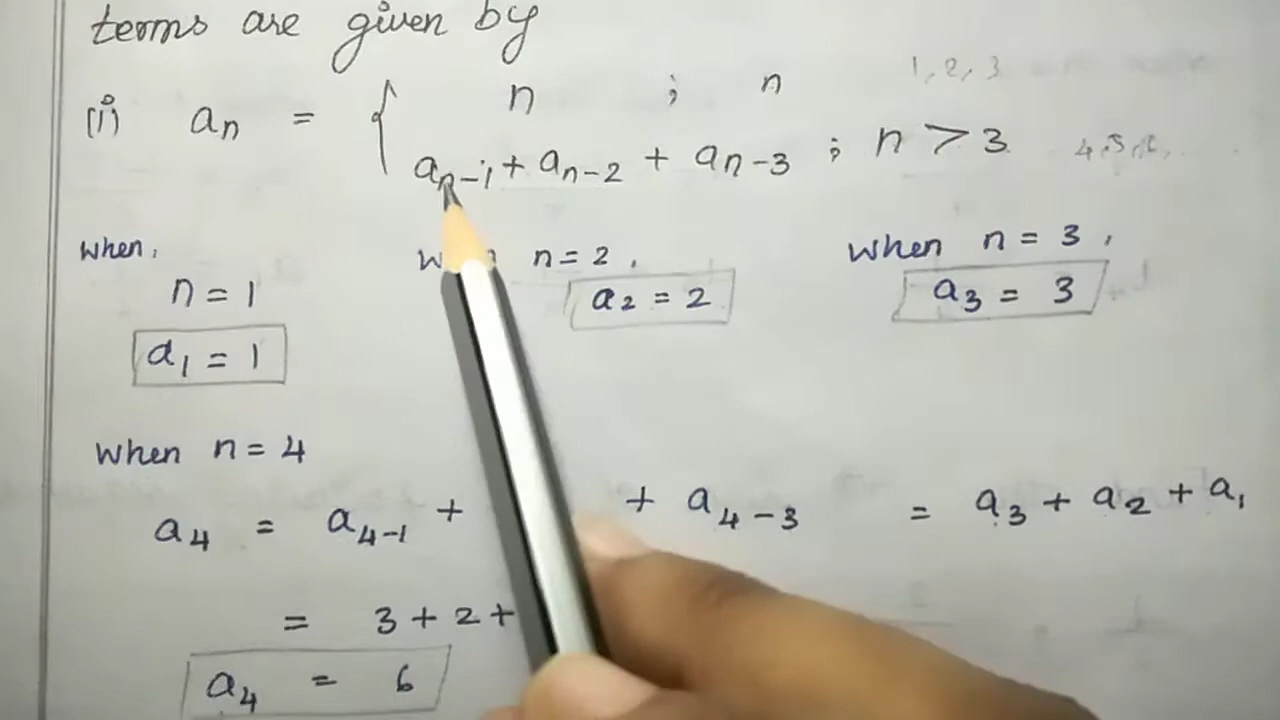 terms are given by
(i) an = { n ; n 1, 2, 3
an-1 + an-2 + an-3 ; n > 3 4, 5, 6,
when, n = 2 , when n = 3 ,
n = 1 a2 = 2 a3 = 3
a1 = 1
when n = 4
a4 = a4-1 + + a4-3 = a3 + a2 + a1
= 3 + 2 +
a4 = 6